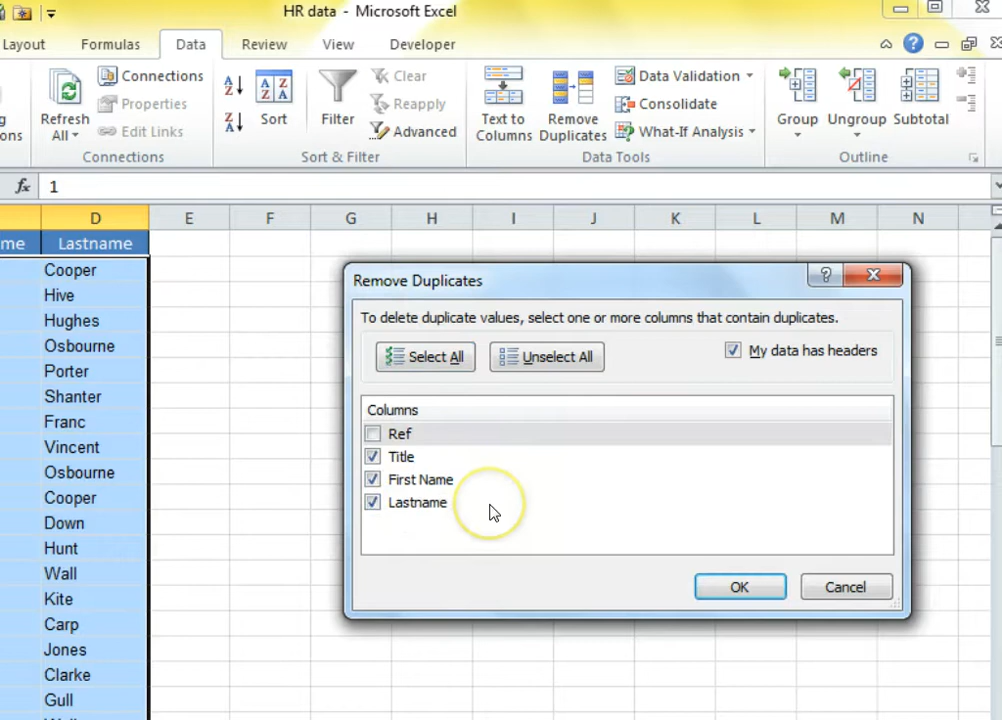 HR data - Microsoft Excel
Layout Formulas Data Review View Developer
Connections
Properties
Edit Links
Refresh
All
Sort
Filter
Clear
Reapply
Advanced
Text to
Columns
Remove
Duplicates
Data Validation
Consolidate
What-If Analysis
Group
Ungroup
Subtotal
Connections Sort & Filter Data Tools Outline
fx 1
D E F G H I J K L M N
me Lastname
Cooper
Hive
Hughes
Osbourne
Porter
Shanter
Franc
Vincent
Osbourne
Cooper
Down
Hunt
Wall
Kite
Carp
Jones
Clarke
Gull
Remove Duplicates
To delete duplicate values, select one or more columns that contain duplicates.
Select All
Unselect All
My data has headers
Columns
Ref
Title
First Name
Lastname
OK
Cancel